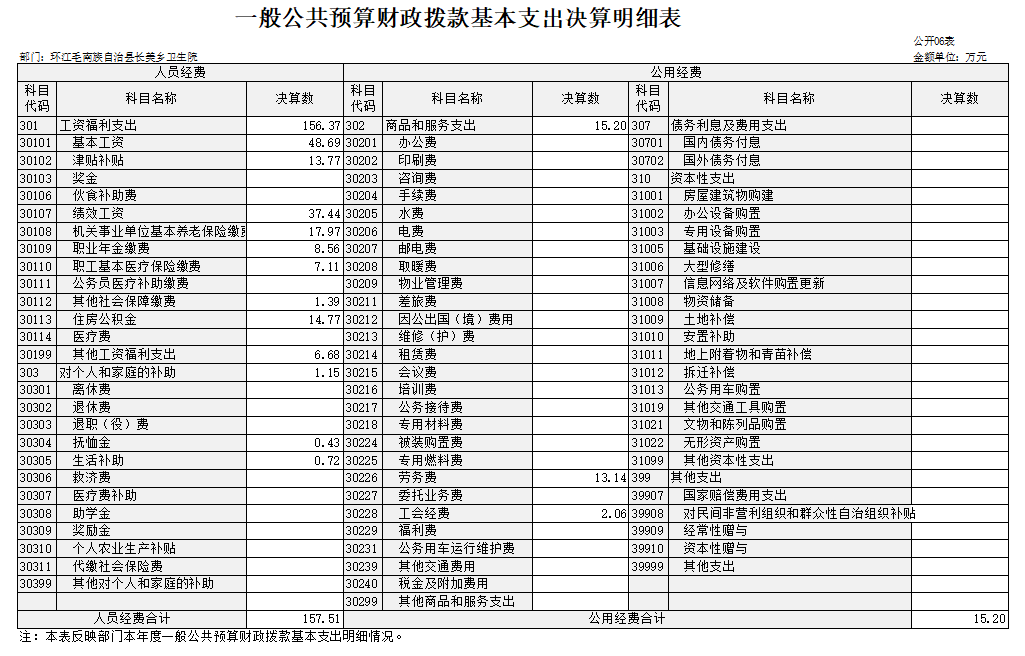 一般公共预算财政拨款基本支出决算明细表
公开06表
部门：环江毛南族自治县长美乡卫生院 金额单位：万元
人员经费 公用经费
科目代码 科目名称 决算数 科目代码 科目名称 决算数 科目代码 科目名称 决算数
301 工资福利支出 156.37 302 商品和服务支出 15.20 307 债务利息及费用支出
30101 基本工资 48.69 30201 办公费 30701 国内债务付息
30102 津贴补贴 13.77 30202 印刷费 30702 国外债务付息
30103 奖金 30203 咨询费 310 资本性支出
30106 伙食补助费 30204 手续费 31001 房屋建筑物购建
30107 绩效工资 37.44 30205 水费 31002 办公设备购置
30108 机关事业单位基本养老保险缴费 17.97 30206 电费 31003 专用设备购置
30109 职业年金缴费 8.56 30207 邮电费 31005 基础设施建设
30110 职工基本医疗保险缴费 7.11 30208 取暖费 31006 大型修缮
30111 公务员医疗补助缴费 30209 物业管理费 31007 信息网络及软件购置更新
30112 其他社会保障缴费 1.39 30211 差旅费 31008 物资储备
30113 住房公积金 14.77 30212 因公出国（境）费用 31009 土地补偿
30114 医疗费 30213 维修（护）费 31010 安置补助
30199 其他工资福利支出 6.68 30214 租赁费 31011 地上附着物和青苗补偿
303 对个人和家庭的补助 1.15 30215 会议费 31012 拆迁补偿
30301 离休费 30216 培训费 31013 公务用车购置
30302 退休费 30217 公务接待费 31019 其他交通工具购置
30303 退职（役）费 30218 专用材料费 31021 文物和陈列品购置
30304 抚恤金 0.43 30224 被装购置费 31022 无形资产购置
30305 生活补助 0.72 30225 专用燃料费 31099 其他资本性支出
30306 救济费 30226 劳务费 13.14 399 其他支出
30307 医疗费补助 30227 委托业务费 39907 国家赔偿费用支出
30308 助学金 30228 工会经费 2.06 39908 对民间非营利组织和群众性自治组织补贴
30309 奖励金 30229 福利费 39909 经常性赠与
30310 个人农业生产补贴 30231 公务用车运行维护费 39910 资本性赠与
30311 代缴社会保险费 30239 其他交通费用 39999 其他支出
30399 其他对个人和家庭的补助 30240 税金及附加费用
30299 其他商品和服务支出
人员经费合计 157.51 公用经费合计 15.20
注：本表反映部门本年度一般公共预算财政拨款基本支出明细情况。